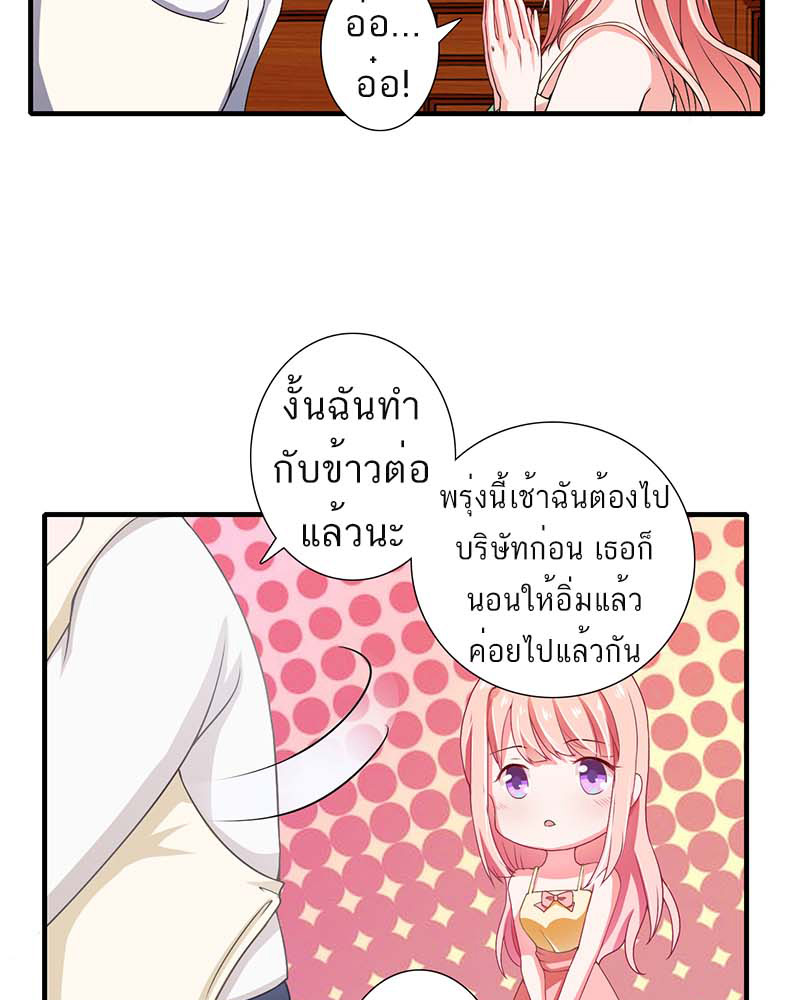 อ๋อ...
อ๋อ!
งั้นฉันทำ
กับข้าวต่อ
แล้วนะ
พรุ่งนี้เช้าฉันต้องไป
บริษัทก่อน เธอก็
นอนให้อิ่มแล้ว
ค่อยไปแล้วกัน